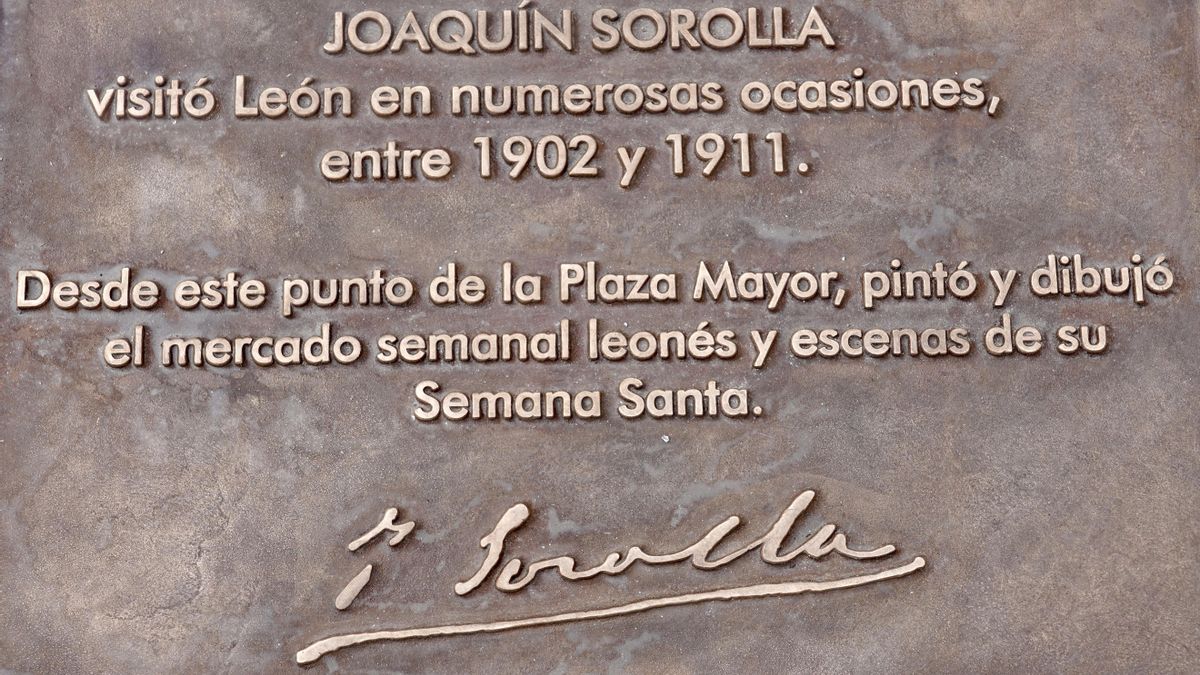 JOAQUÍN SOROLLA
visitó León en numerosas ocasiones,
entre 1902 y 1911.
Desde este punto de la Plaza Mayor, pintó y dibujó
el mercado semanal leonés y escenas de su
Semana Santa.
J Sorolla